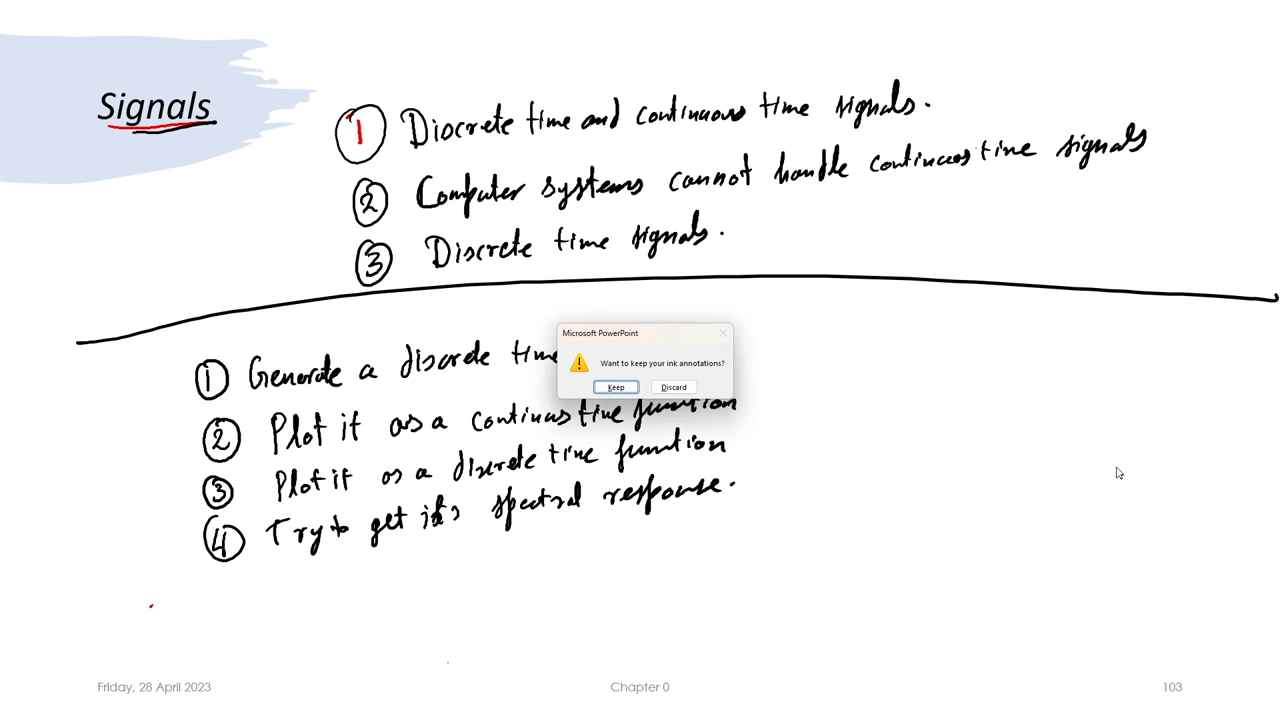 Signals
1 Discrete time and continuous time signals.
2 Computer systems cannot handle continuous time signals
3 Discrete time signals.
Microsoft PowerPoint
Want to keep your ink annotations?
Keep Discard
1 Generate a discrete time
2 Plot it as a continuous time function
3 Plot it as a discrete time function
4 Try to get it's spectral response.
Friday, 28 April 2023 Chapter 0 103